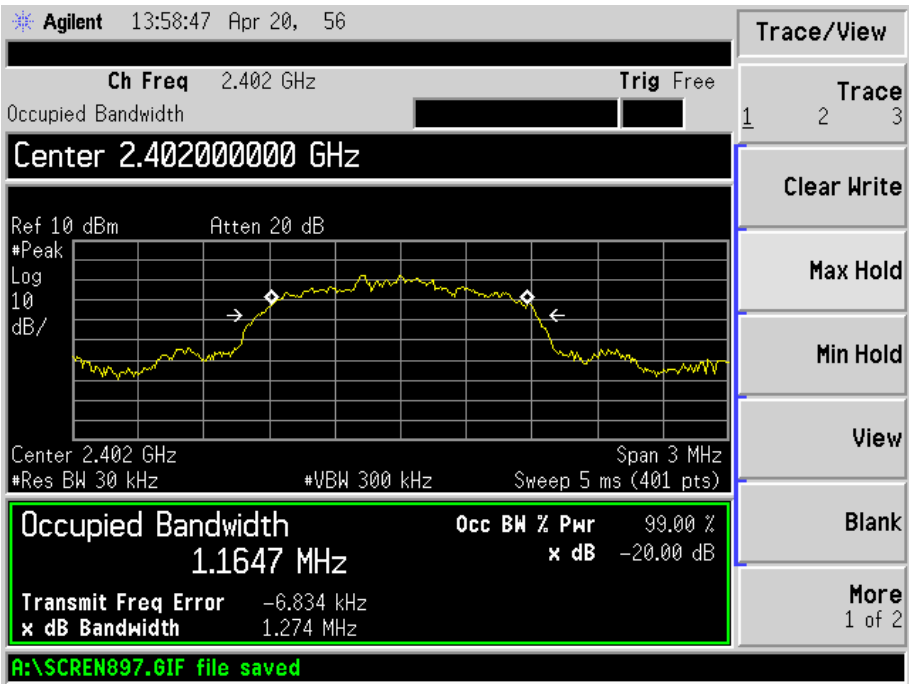 Agilent 13:58:47 Apr 20, 56
Ch Freq 2.402 GHz Trig Free
Occupied Bandwidth
Center 2.402000000 GHz
Ref 10 dBm Atten 20 dB
#Peak
Log
10
dB/
Center 2.402 GHz Span 3 MHz
#Res BW 30 kHz #VBW 300 kHz Sweep 5 ms (401 pts)
Occupied Bandwidth Occ BW % Pwr 99.00 %
1.1647 MHz x dB -20.00 dB
Transmit Freq Error -6.834 kHz
x dB Bandwidth 1.274 MHz
A:\SCREN897.GIF file saved
Trace/View
Trace
1 2 3
Clear Write
Max Hold
Min Hold
View
Blank
More
1 of 2